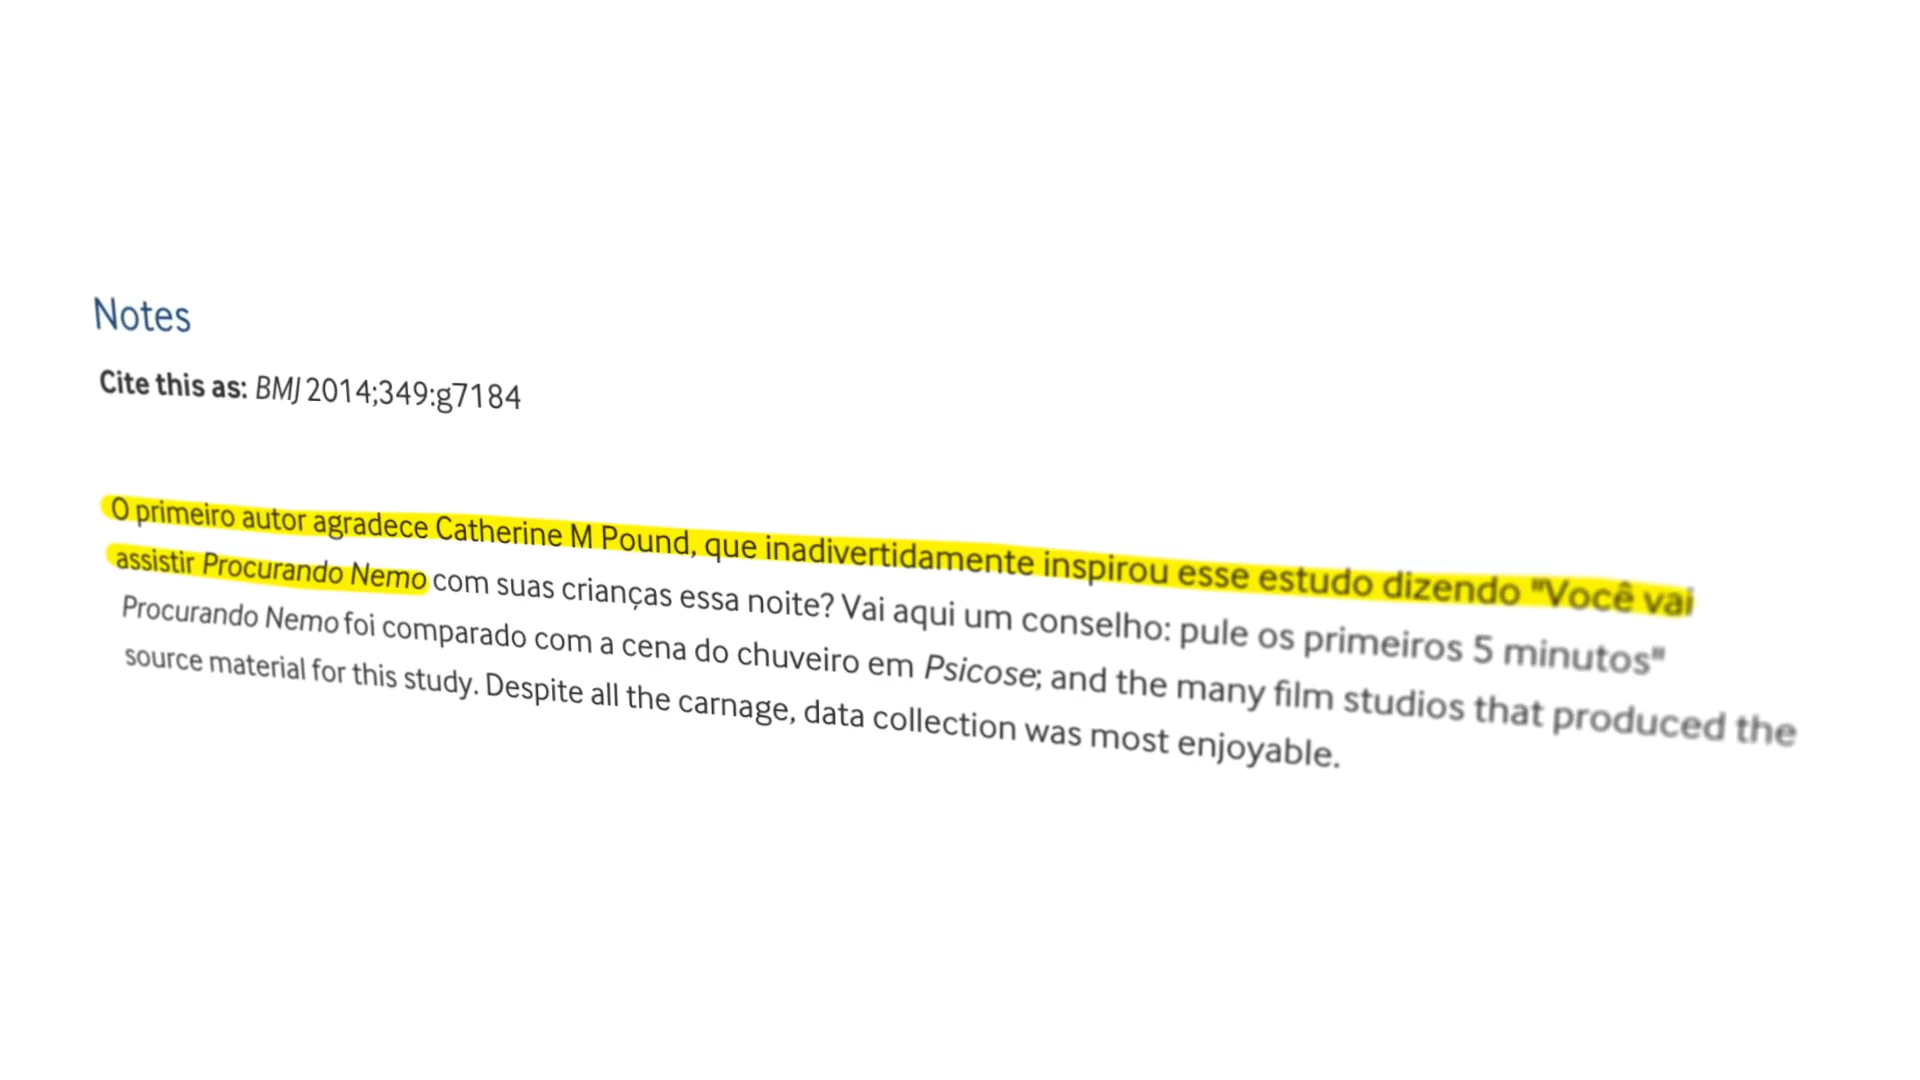 Notes
Cite this as: BMJ 2014;349:g7184
O primeiro autor agradece Catherine M Pound, que inadivertidamente inspirou esse estudo dizendo "Você vai
assistir Procurando Nemo com suas crianças essa noite? Vai aqui um conselho: pule os primeiros 5 minutos"
Procurando Nemo foi comparado com a cena do chuveiro em Psicose; and the many film studios that produced the
source material for this study. Despite all the carnage, data collection was most enjoyable.